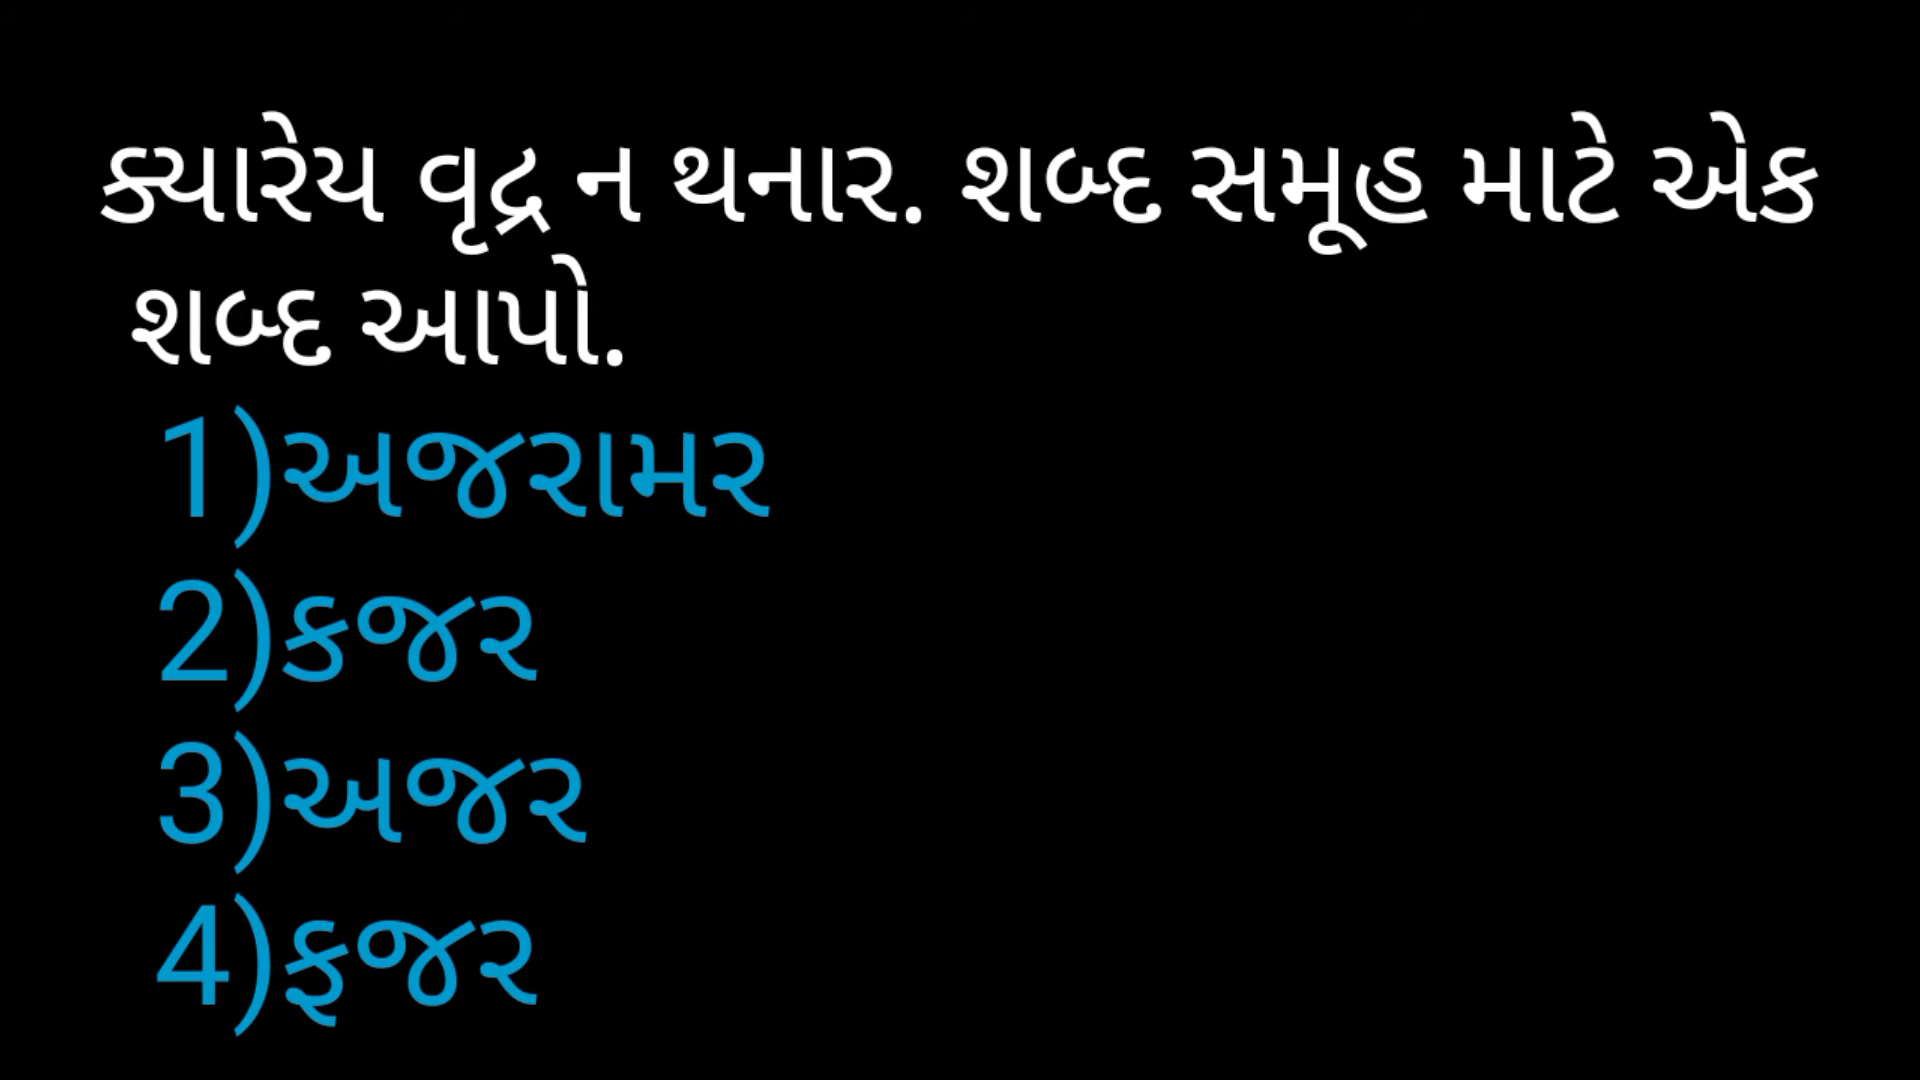 ક્યારેય વૃદ્ર ન થનાર. શબ્દ સમૂહ માટે એક
શબ્દ આપો.
1)અજરામર
2)કજર
3)અજર
4)ફજર